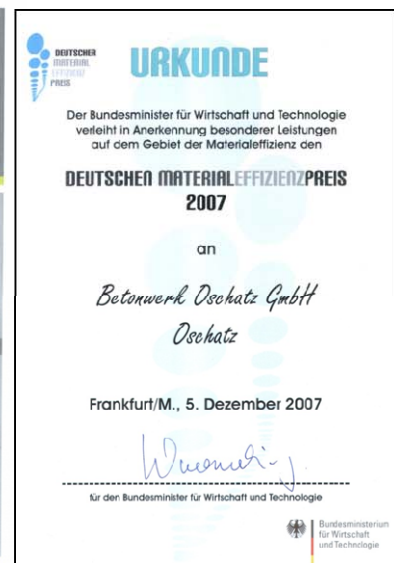 DEUTSCHER
MATERIAL
EFFIZIENZ
PREIS
URKUNDE
Der Bundesminister für Wirtschaft und Technologie
verleiht in Anerkennung besonderer Leistungen
auf dem Gebiet der Materialeffizienz den
DEUTSCHEN MATERIALEFFIZIENZPREIS
2007
an
Betonwerk Oschatz GmbH
Oschatz
Frankfurt/M., 5. Dezember 2007
für den Bundesminister für Wirtschaft und Technologie
Bundesministerium
für Wirtschaft
und Technologie